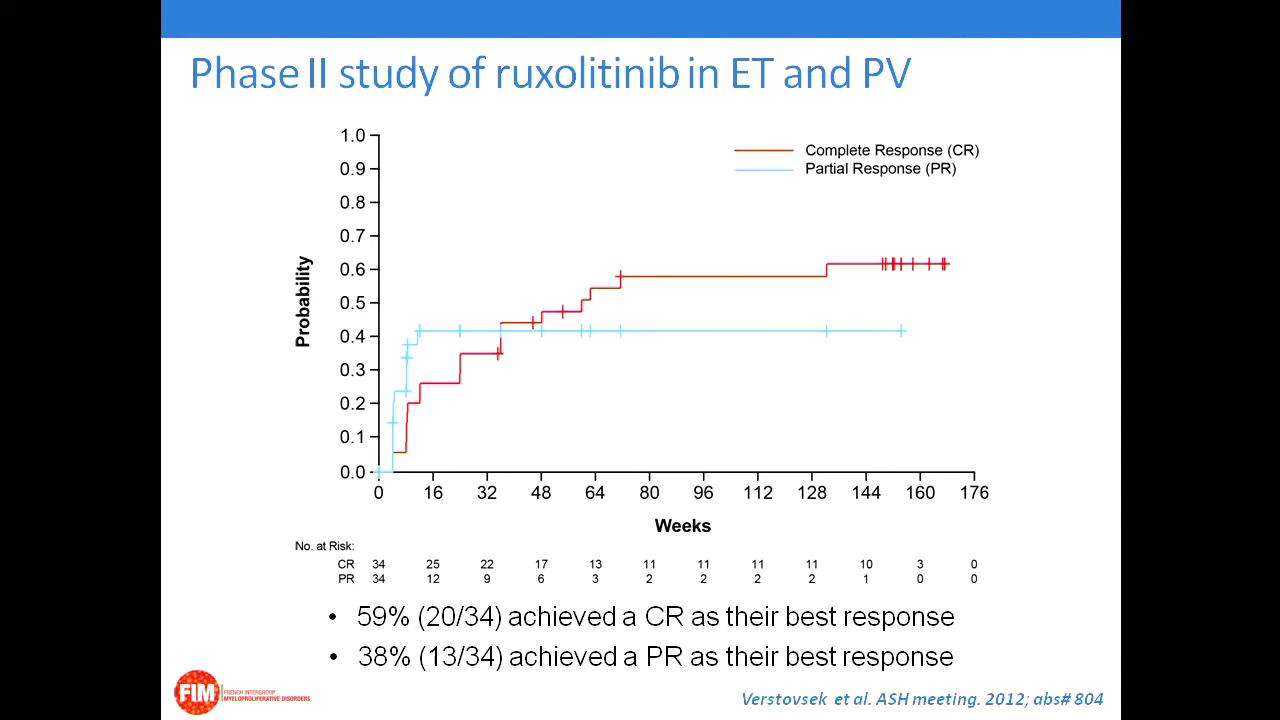 Phase II study of ruxolitinib in ET and PV
1.0
0.9
0.8
0.7
0.6
0.5
0.4
0.3
0.2
0.1
0.0
Probability
Complete Response (CR)
Partial Response (PR)
0 16 32 48 64 80 96 112 128 144 160 176
Weeks
No. at Risk:
CR 34 25 22 17 13 11 11 11 11 10 3 0
PR 34 12 9 6 3 2 2 2 2 1 0 0
• 59% (20/34) achieved a CR as their best response
• 38% (13/34) achieved a PR as their best response
FIM
FRENCH INTERGROUP
MYELOPROLIFERATIVE DISORDERS
Verstovsek et al. ASH meeting. 2012; abs# 804